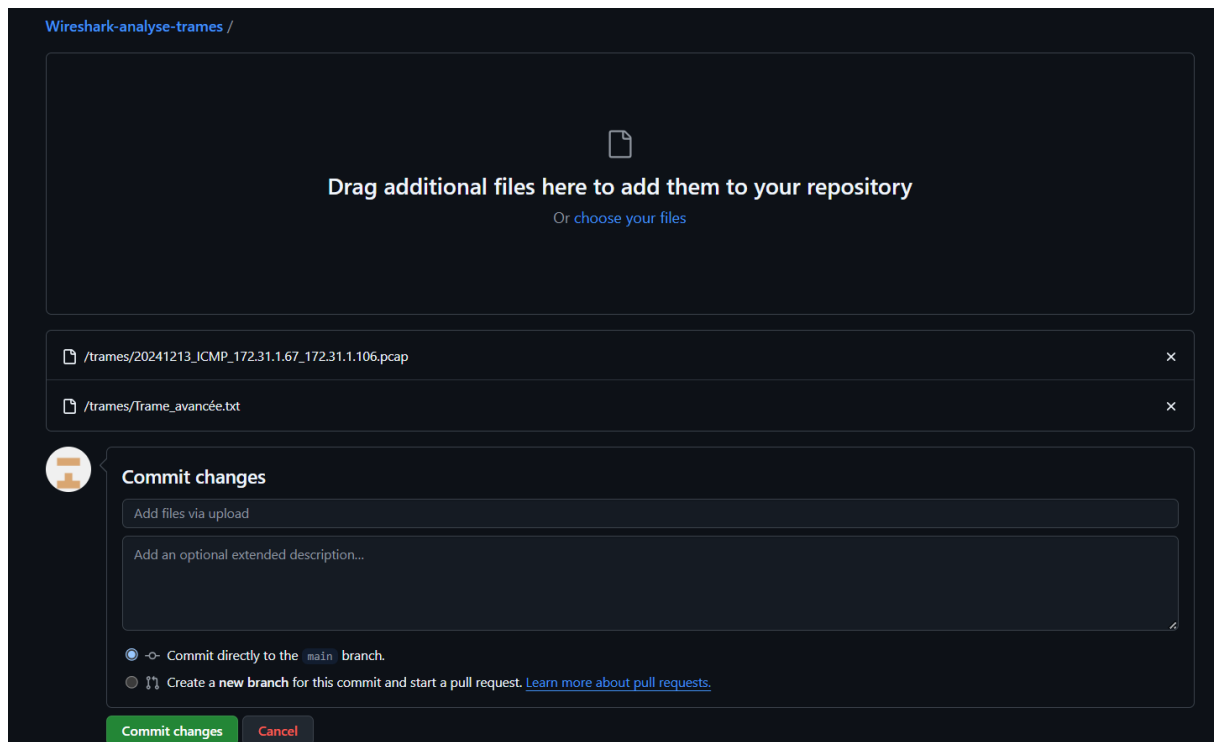 Wireshark-analyse-trames /
Drag additional files here to add them to your repository
Or choose your files
/trames/20241213_ICMP_172.31.1.67_172.31.1.106.pcap
/trames/Trame_avancée.txt
Commit changes
Add files via upload
Add an optional extended description...
Commit directly to the main branch.
Create a new branch for this commit and start a pull request. Learn more about pull requests.
Commit changes Cancel